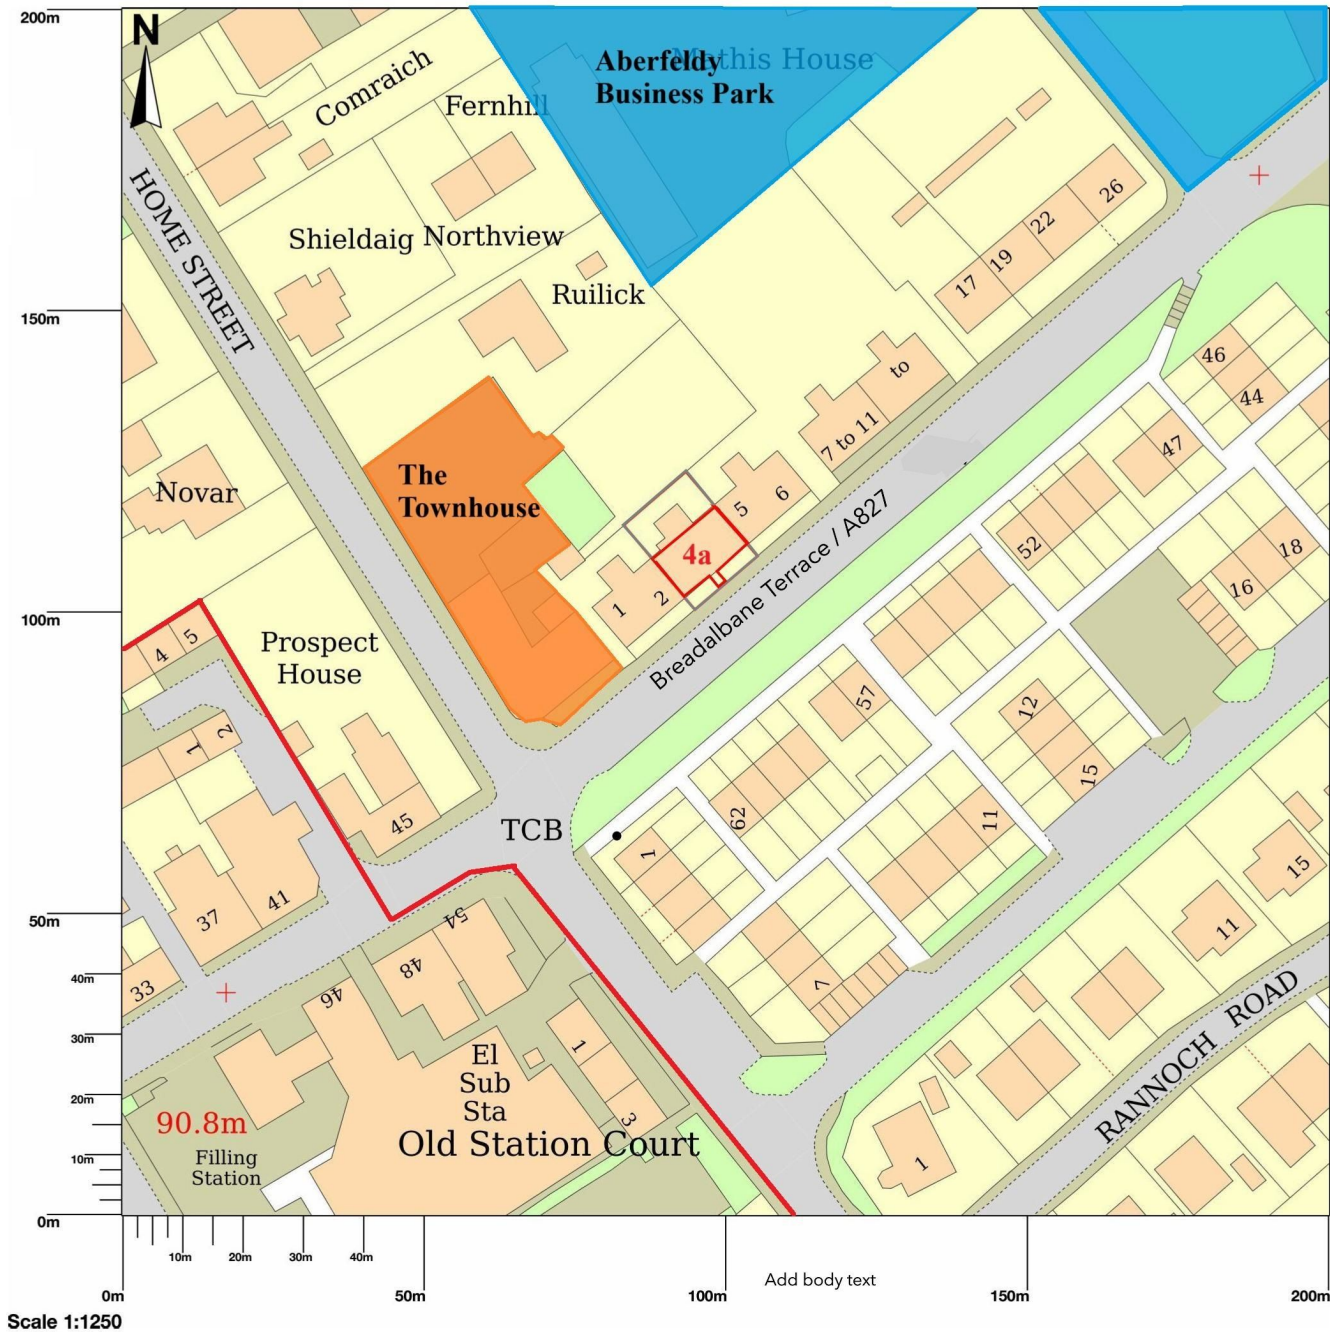 200m
N
Comraich
Aberfeldy
Mathis House
Business Park
Fernhill
HOME STREET
Shieldaig
Northview
Ruilick
26
22
19
17
150m
to
7 to 11
46
44
47
The
Townhouse
Novar
5
6
4a
1
2
Breadalbane Terrace / A827
52
18
16
100m
Prospect
House
4
5
1
2
57
12
15
62
11
45
TCB
1
15
37
41
54
48
11
50m
40m
33
46
7
RANNOCH ROAD
30m
El
Sub
Sta
1
3
20m
90.8m
Filling
Station
Old Station Court
10m
1
0m
10m
20m
30m
40m
0m
50m
100m
150m
200m
Add body text
Scale 1:1250